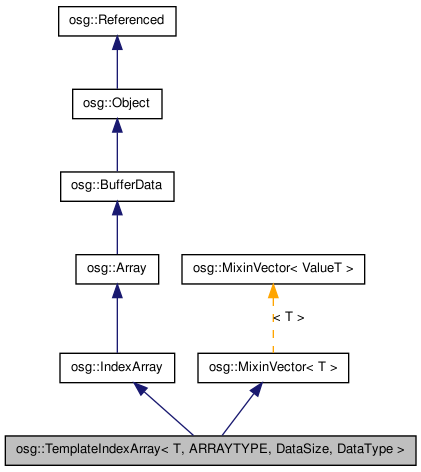 osg::Referenced
osg::Object
osg::BufferData
osg::Array
osg::MixinVector< ValueT >
< T >
osg::IndexArray
osg::MixinVector< T >
osg::TemplateIndexArray< T, ARRAYTYPE, DataSize, DataType >